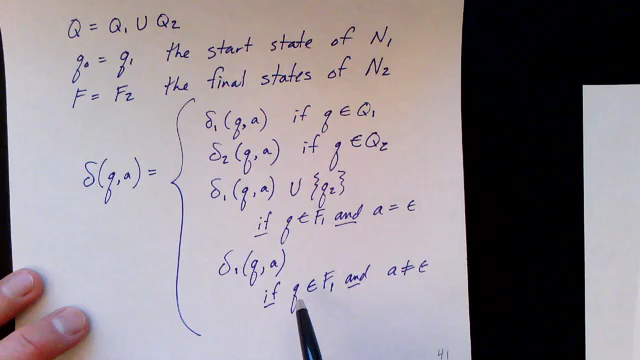 Q = Q₁ ∪ Q₂
q₀ = q₁ the start state of N₁
F = F₂ the final states of N₂
δ(q,a) =
δ₁(q,a) if q ∈ Q₁
δ₂(q,a) if q ∈ Q₂
δ₁(q,a) ∪ {q₂}
if q ∈ F₁ and a = ε
δ₁(q,a)
if q ∈ F₁ and a ≠ ε
41